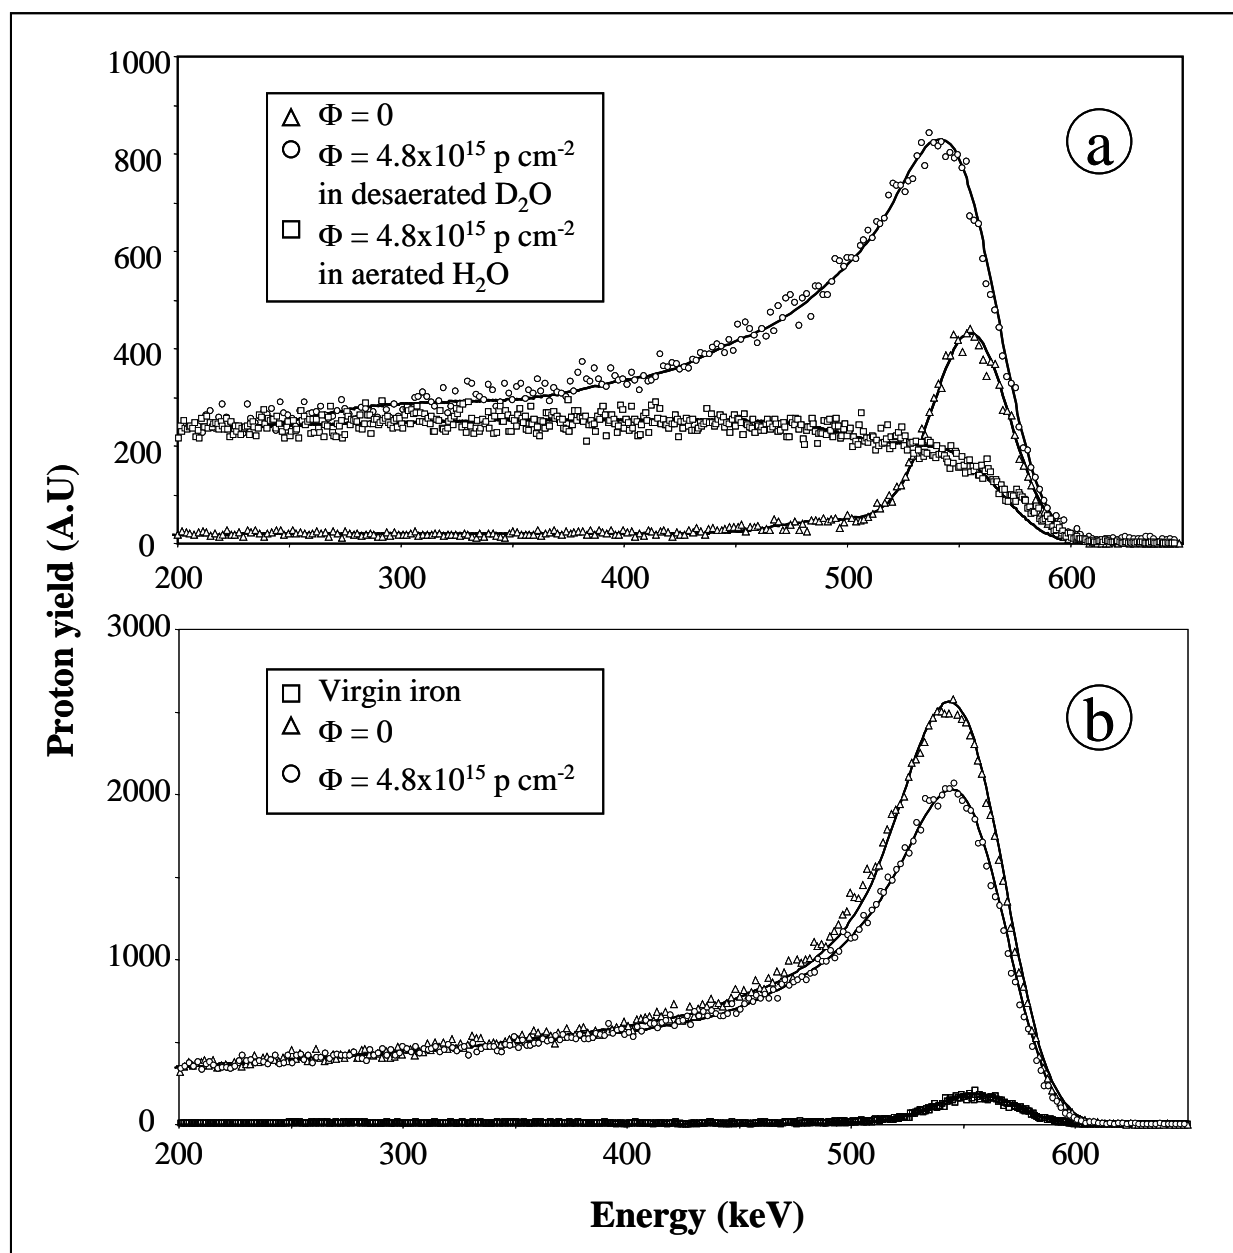 1000
800
600
400
200
0
Φ = 0
Φ = 4.8x10¹⁵ p cm⁻²
in desaerated D₂O
Φ = 4.8x10¹⁵ p cm⁻²
in aerated H₂O
a
200 300 400 500 600
Proton yield (A.U)
3000
2000
1000
0
Virgin iron
Φ = 0
Φ = 4.8x10¹⁵ p cm⁻²
b
200 300 400 500 600
Energy (keV)